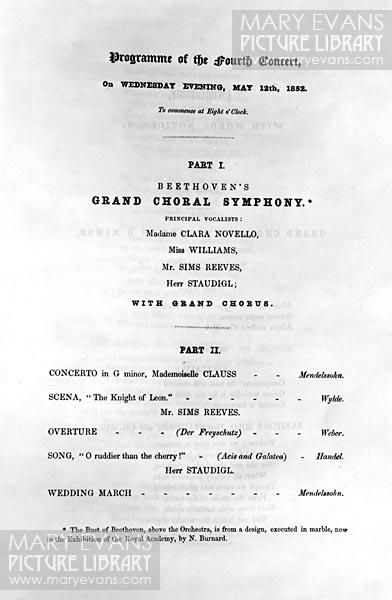 MARY EVANS
PICTURE LIBRARY
www.maryevans.com
Programme of the Fourth Concert,
On WEDNESDAY EVENING, MAY 12th, 1852.
To commence at Eight o'Clock.
PART I.
BEETHOVEN'S
GRAND CHORAL SYMPHONY.*
PRINCIPAL VOCALISTS:
Madame CLARA NOVELLO,
Miss WILLIAMS,
Mr. SIMS REEVES,
Herr STAUDIGL;
WITH GRAND CHORUS.
PART II.
CONCERTO in G minor, Mademoiselle CLAUSS - - Mendelssohn.
SCENA, "The Knight of Leon." - - - - - - Wylde.
Mr. SIMS REEVES.
OVERTURE - - - - (Der Freyschutz) - - - Weber.
SONG, "O ruddier than the cherry!" - (Acis and Galatea) - Handel.
Herr STAUDIGL.
WEDDING MARCH - - - - - - - - Mendelssohn.
* The Bust of Beethoven, above the Orchestra, is from a design, executed in marble, now
in the Exhibition of the Royal Academy, by N. Burnard.
MARY EVANS
PICTURE LIBRARY
www.maryevans.com